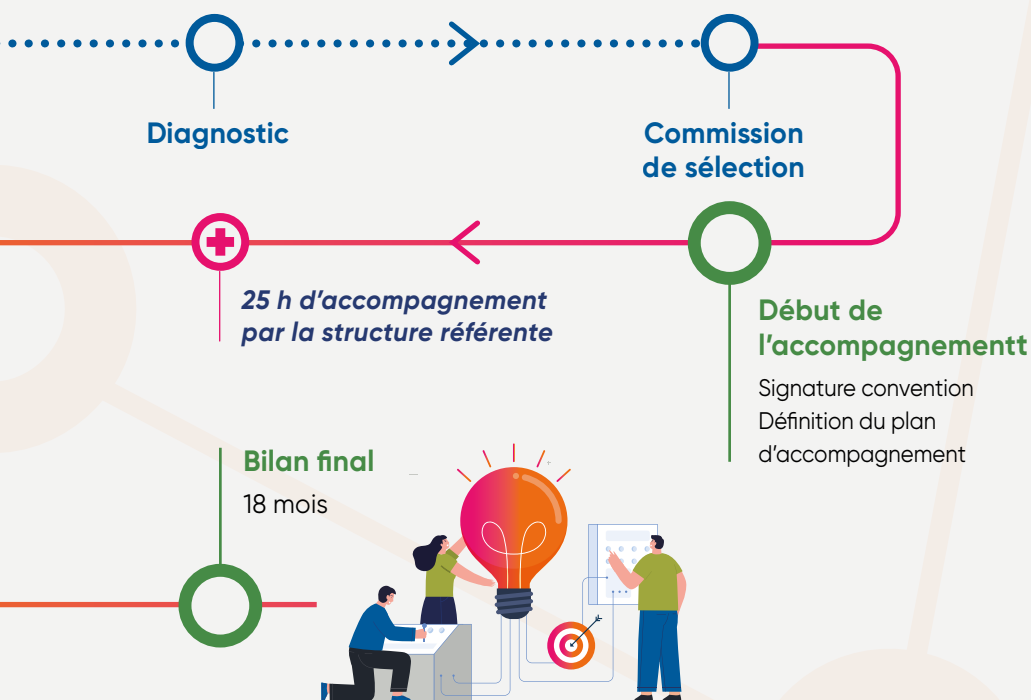 Diagnostic
Commission
de sélection
25 h d’accompagnement
par la structure référente
Début de
l’accompagnementt
Signature convention
Définition du plan
d’accompagnement
Bilan final
18 mois